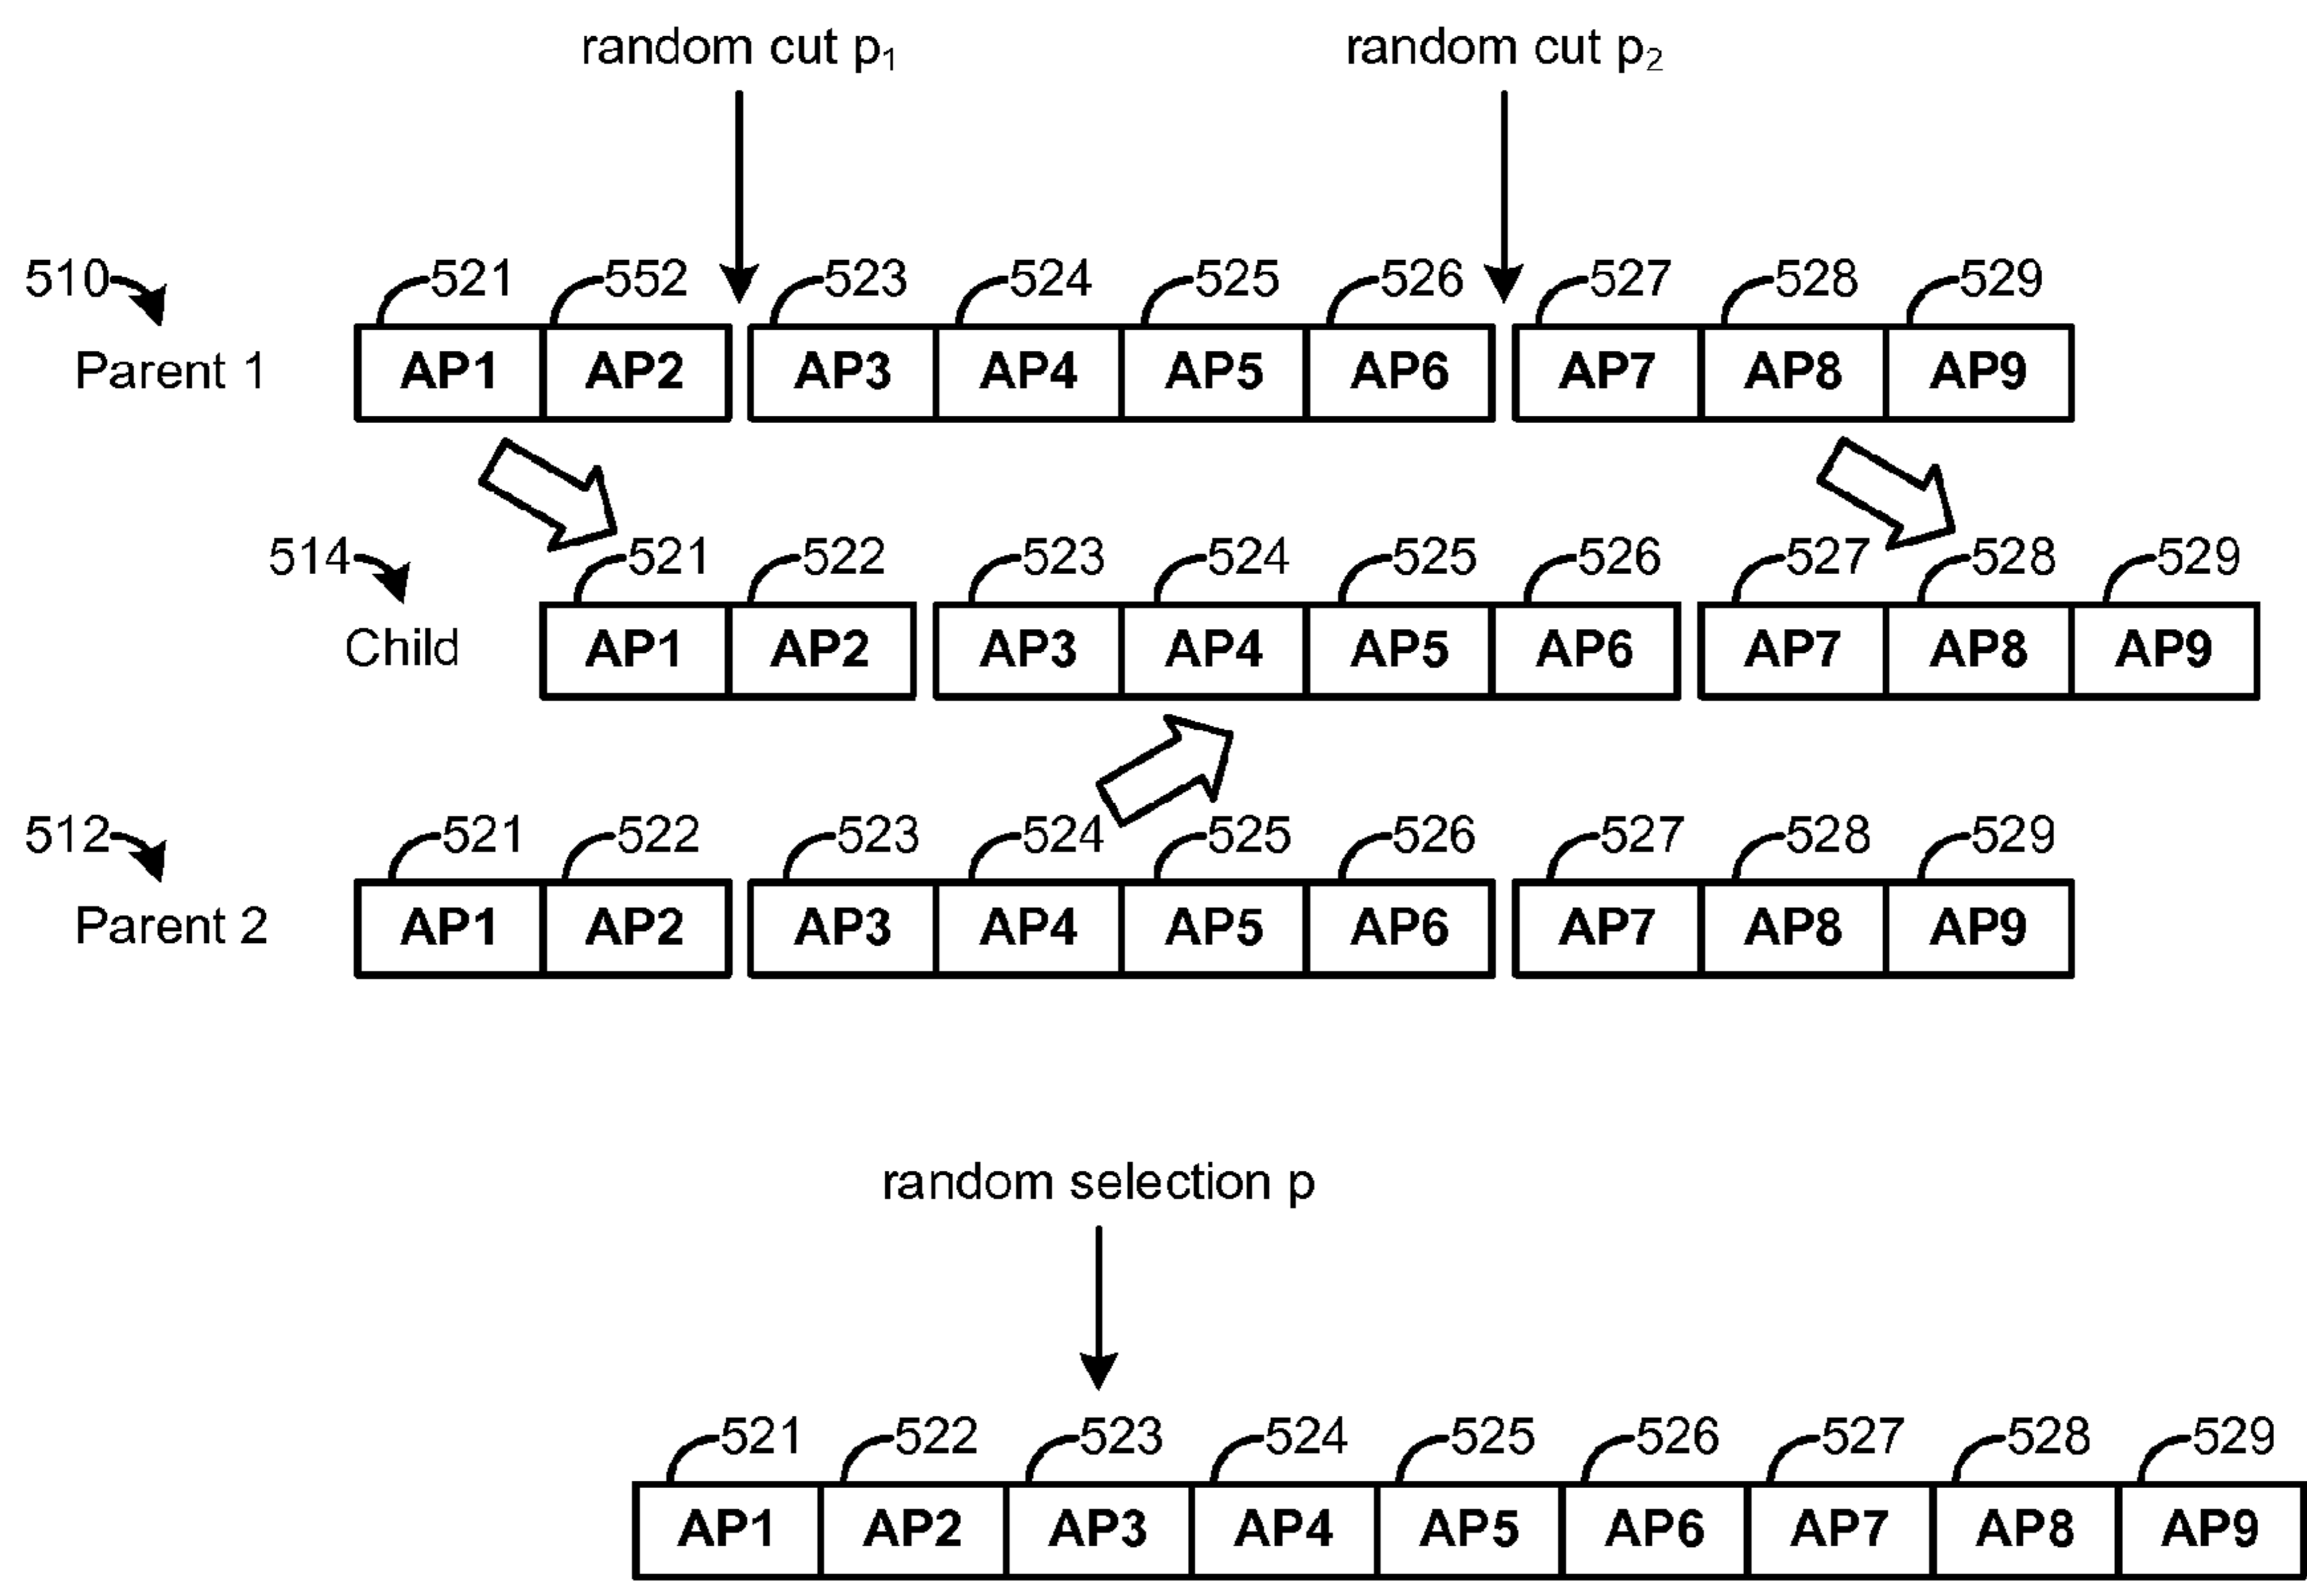 random cut p1 random cut p2
510 521 552 523 524 525 526 527 528 529
Parent 1 AP1 AP2 AP3 AP4 AP5 AP6 AP7 AP8 AP9
514 521 522 523 524 525 526 527 528 529
Child AP1 AP2 AP3 AP4 AP5 AP6 AP7 AP8 AP9
512 521 522 523 524 525 526 527 528 529
Parent 2 AP1 AP2 AP3 AP4 AP5 AP6 AP7 AP8 AP9
random selection p
521 522 523 524 525 526 527 528 529
AP1 AP2 AP3 AP4 AP5 AP6 AP7 AP8 AP9